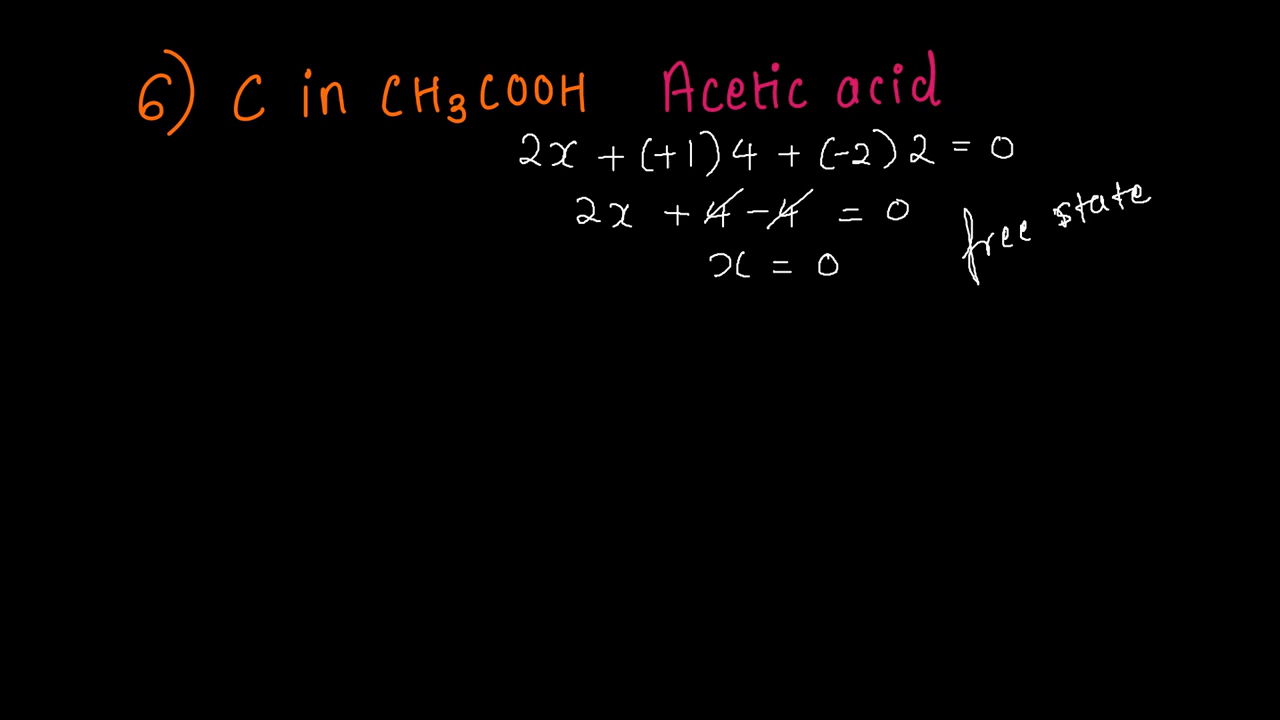 6) C in CH₃COOH Acetic acid
2x + (+1)4 + (-2)2 = 0
2x + 4 - 4 = 0
x = 0
free state